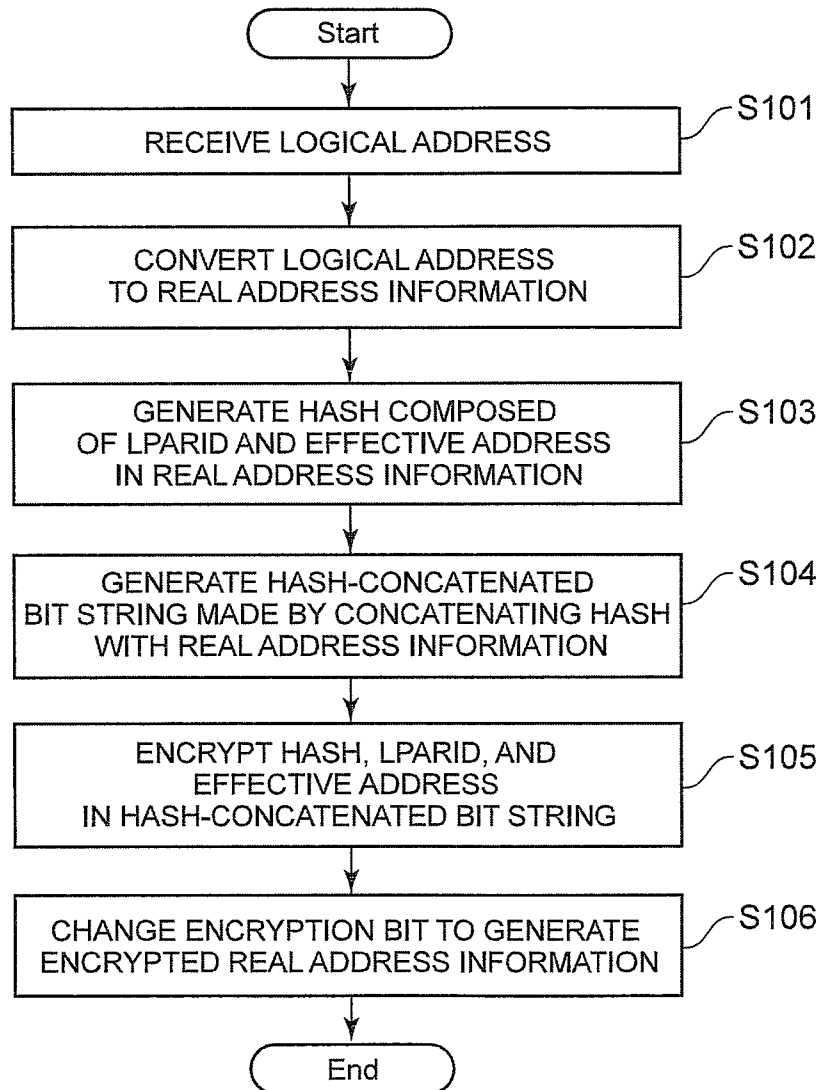 Start
RECEIVE LOGICAL ADDRESS
S101
CONVERT LOGICAL ADDRESS
TO REAL ADDRESS INFORMATION
S102
GENERATE HASH COMPOSED
OF LPARID AND EFFECTIVE ADDRESS
IN REAL ADDRESS INFORMATION
S103
GENERATE HASH-CONCATENATED
BIT STRING MADE BY CONCATENATING HASH
WITH REAL ADDRESS INFORMATION
S104
ENCRYPT HASH, LPARID, AND
EFFECTIVE ADDRESS
IN HASH-CONCATENATED BIT STRING
S105
CHANGE ENCRYPTION BIT TO GENERATE
ENCRYPTED REAL ADDRESS INFORMATION
S106
End